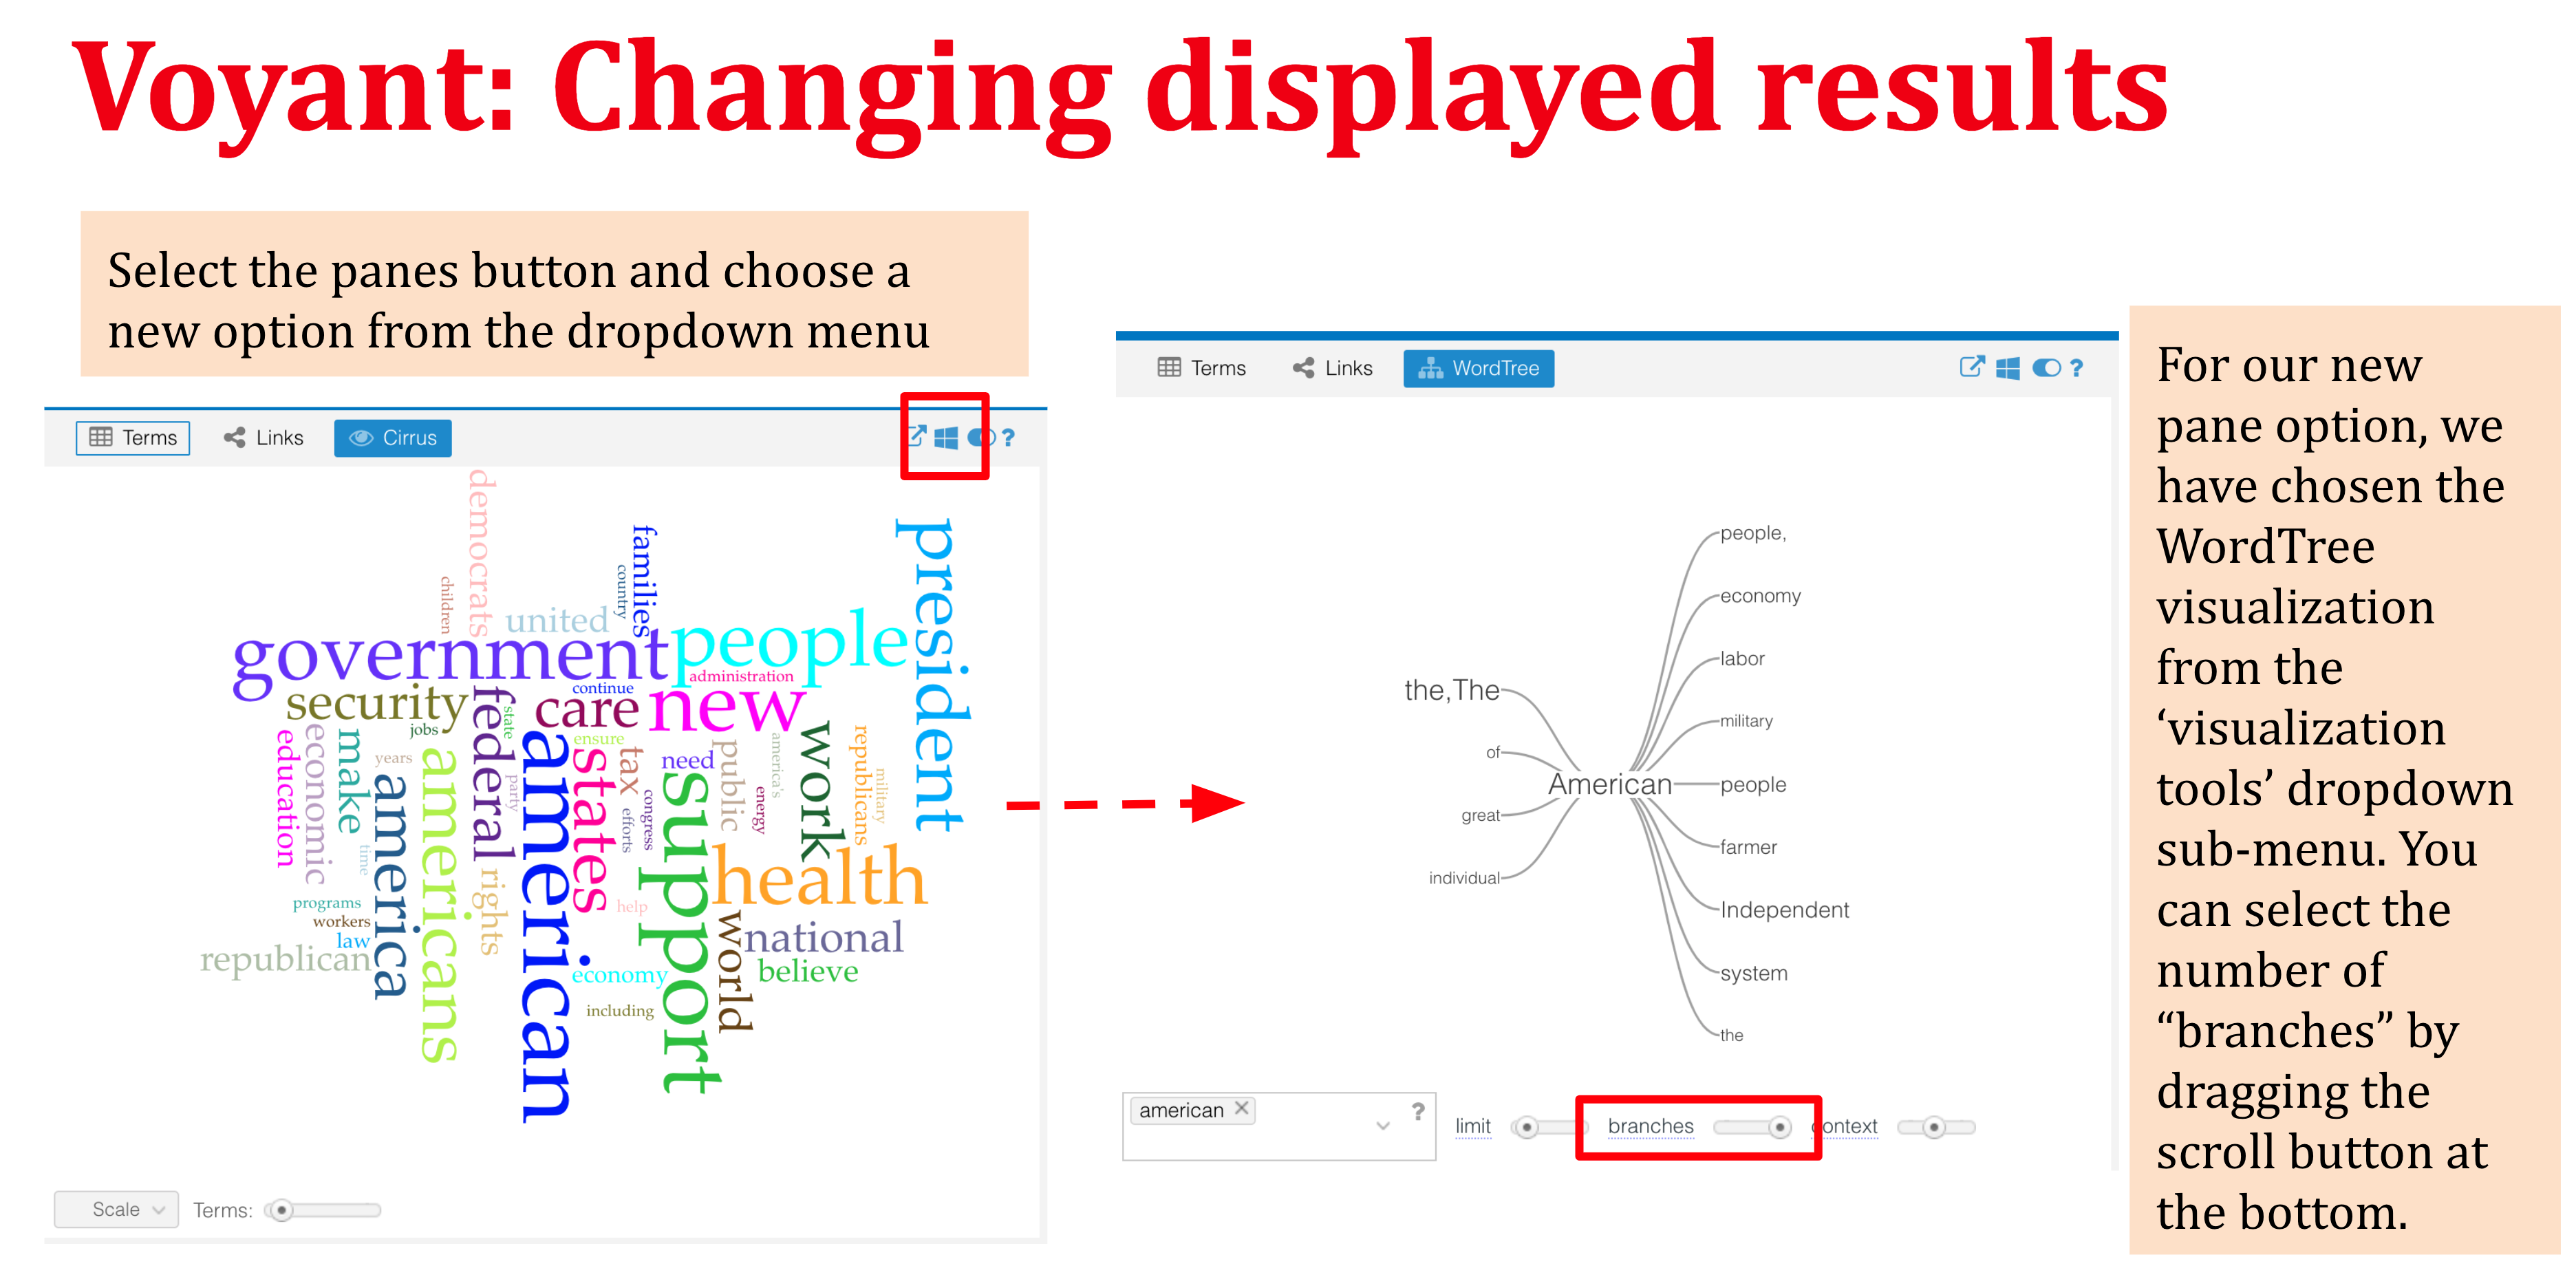 Voyant: Changing displayed results
Select the panes button and choose a
new option from the dropdown menu
Terms Links Cirrus ?
democrats
families
country
children
president
united
government
people
administration
continue
security
federal
state
care
new
jobs
education
economic
make
years
america
americans
party
american
ensure
states
tax
need
support
public
america's
energy
congress
efforts
work
republicans
military
time
rights
health
programs
workers
law
republican
help
world
national
believe
economy
including
Scale Terms:
Terms Links WordTree ?
the,The
of
great
individual
American
people,
economy
labor
military
people
farmer
Independent
system
the
american ?
limit branches ontext
For our new
pane option, we
have chosen the
WordTree
visualization
from the
‘visualization
tools’ dropdown
sub-menu. You
can select the
number of
“branches” by
dragging the
scroll button at
the bottom.